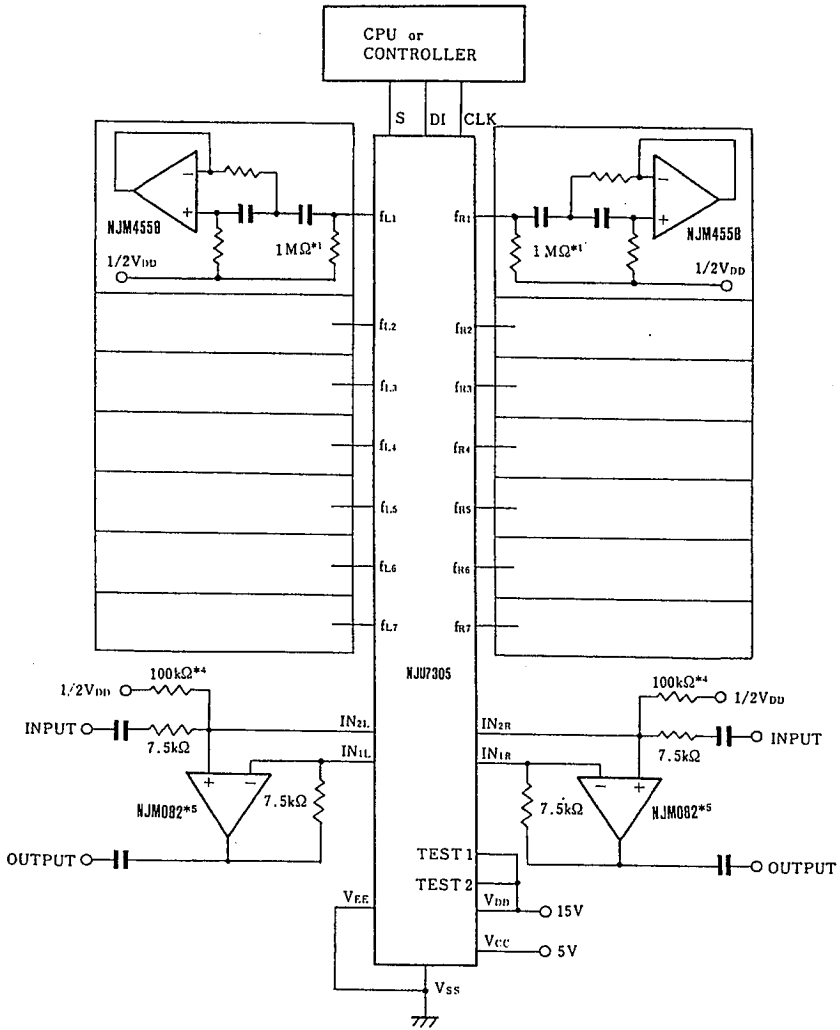 CPU or
CONTROLLER
S DI CLK
NJM4558
1MΩ*1
1/2VDD
fL1
fR1
1MΩ*1
NJM4558
1/2VDD
fL2
fR2
fL3
fR3
fL4
fR4
fL5
fR5
fL6
fR6
fL7
fR7
NJU7305
100kΩ*4
1/2VDD
INPUT
7.5kΩ
IN2L
IN1L
7.5kΩ
NJM082*5
OUTPUT
100kΩ*4
1/2VDD
IN2R
INPUT
7.5kΩ
IN1R
7.5kΩ
NJM082*5
OUTPUT
TEST 1
TEST 2
VEE
VDD
15V
VCC
5V
VSS